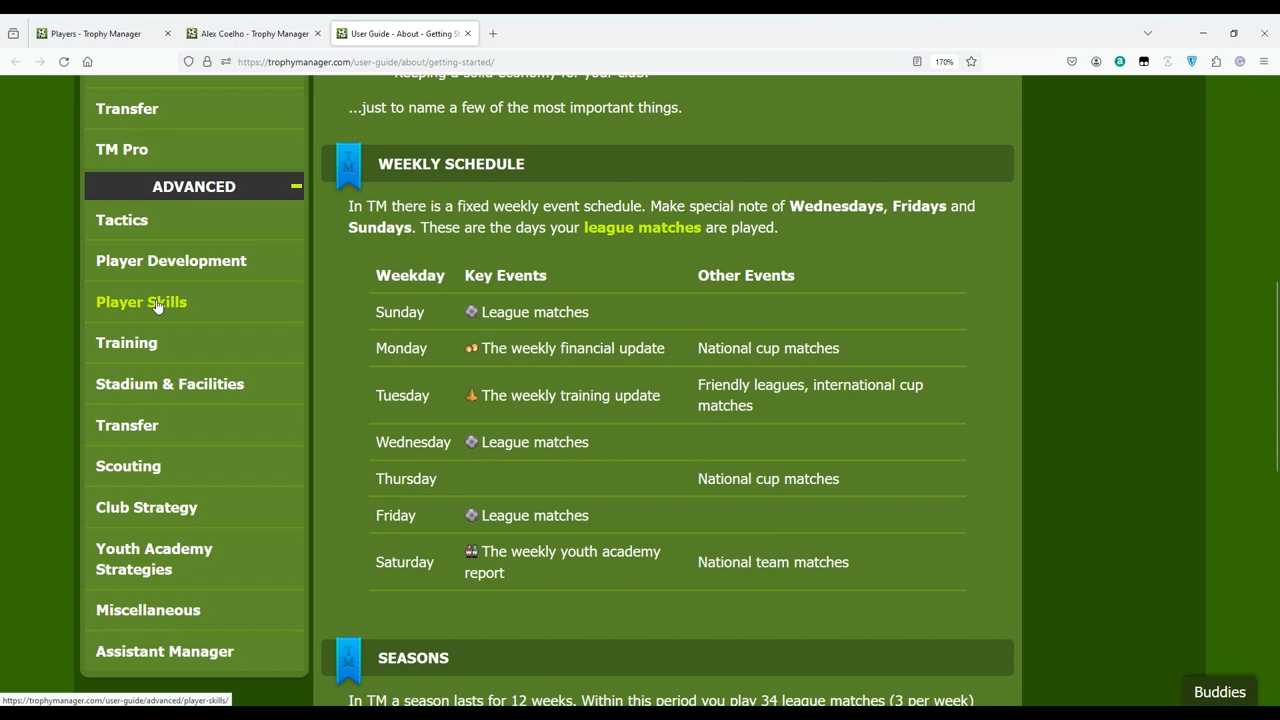 Players - Trophy Manager
Alex Coelho - Trophy Manager
User Guide - About - Getting St
https://trophymanager.com/user-guide/about/getting-started/
170%
Transfer
TM Pro
ADVANCED
Tactics
Player Development
Player Skills
Training
Stadium & Facilities
Transfer
Scouting
Club Strategy
Youth Academy
Strategies
Miscellaneous
Assistant Manager
Keeping a solid economy for your club.
...just to name a few of the most important things.
TM
WEEKLY SCHEDULE
In TM there is a fixed weekly event schedule. Make special note of Wednesdays, Fridays and
Sundays. These are the days your league matches are played.
Weekday Key Events Other Events
Sunday League matches
Monday The weekly financial update National cup matches
Tuesday The weekly training update Friendly leagues, international cup
matches
Wednesday League matches
Thursday National cup matches
Friday League matches
Saturday The weekly youth academy
report National team matches
TM
SEASONS
In TM a season lasts for 12 weeks. Within this period you play 34 league matches (3 per week)
https://trophymanager.com/user-guide/advanced/player-skills/
Buddies